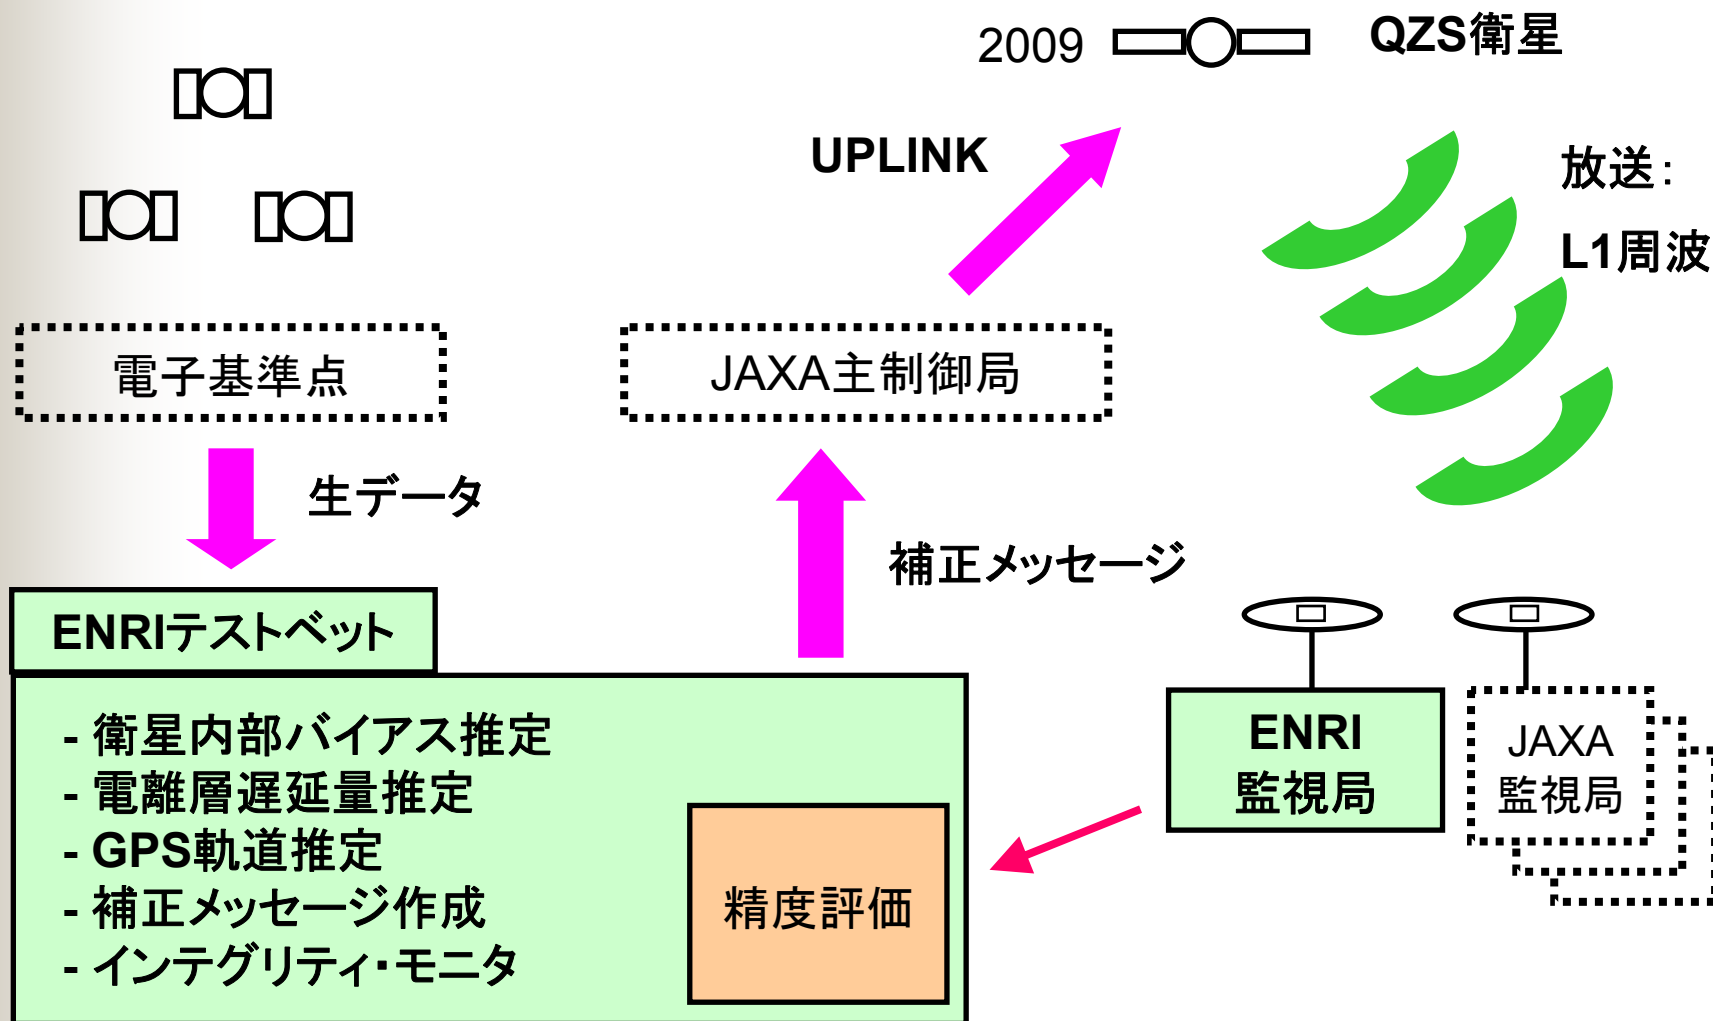 2009
QZS衛星
UPLINK
放送:
L1周波
電子基準点
JAXA主制御局
生データ
補正メッセージ
ENRIテストベット
- 衛星内部バイアス推定
- 電離層遅延量推定
- GPS軌道推定
- 補正メッセージ作成
- インテグリティ・モニタ
精度評価
ENRI
監視局
JAXA
監視局